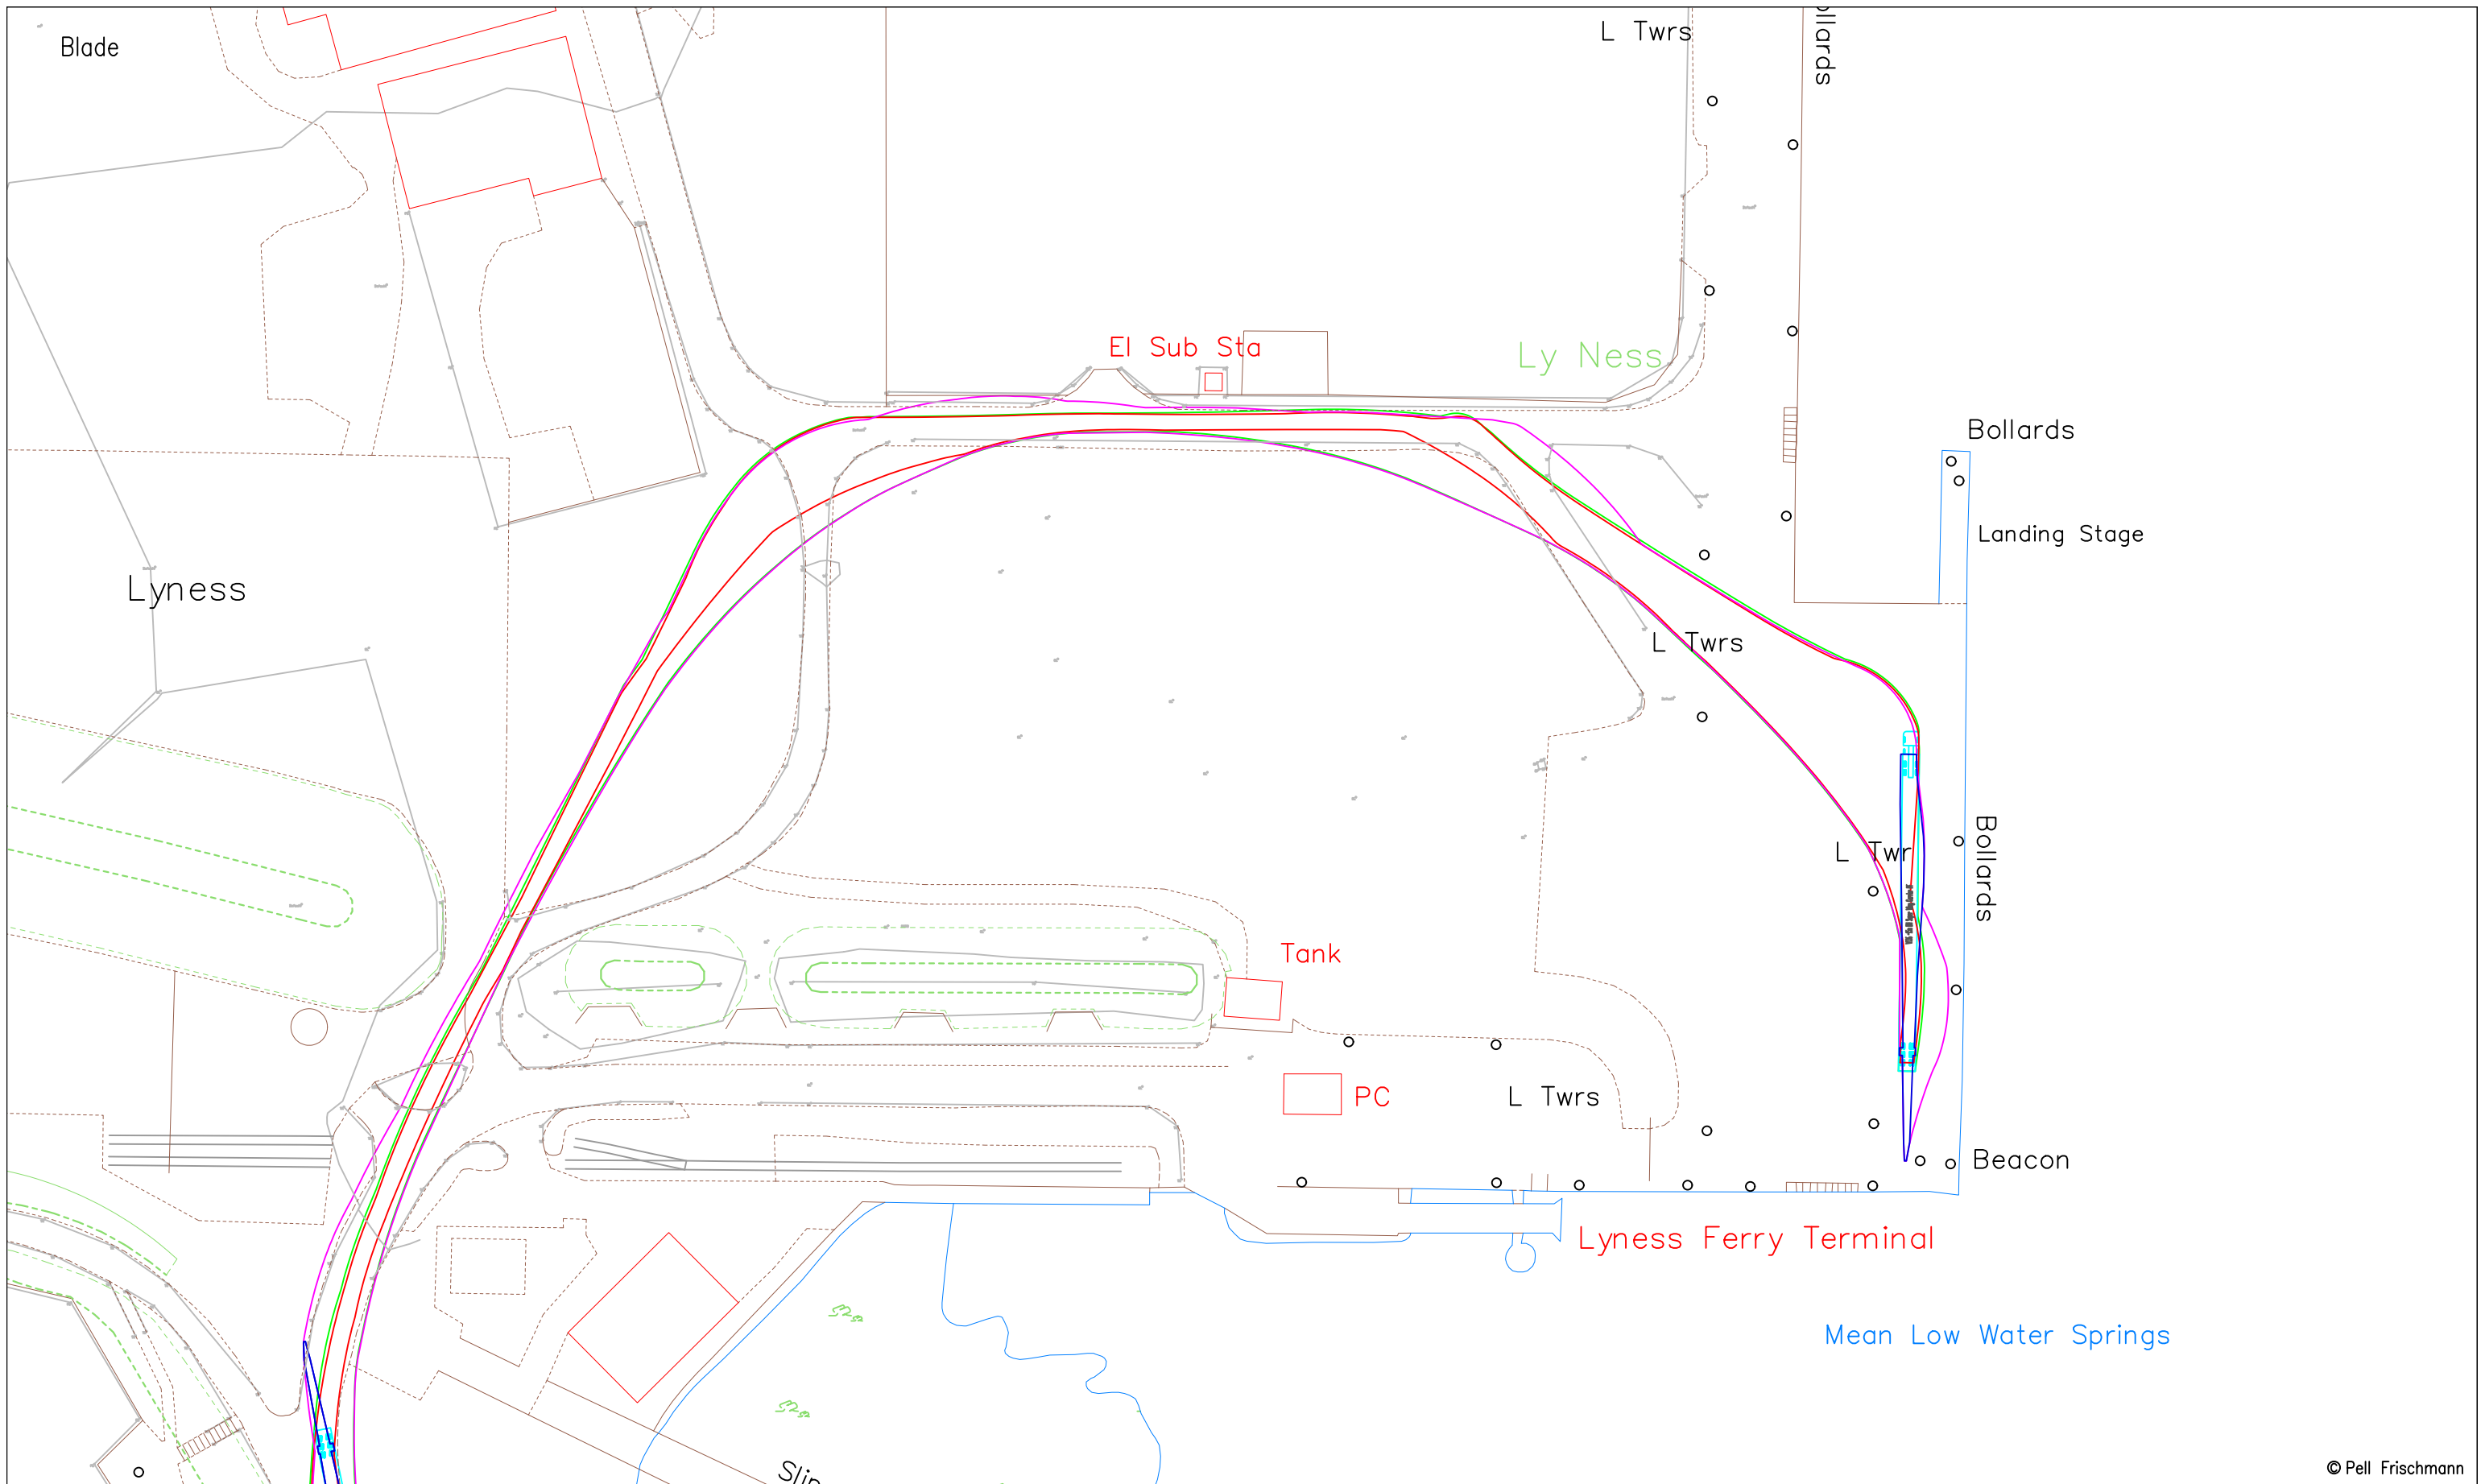 Blade
L Twrs
ollards
El Sub Sta
Ly Ness
Bollards
Landing Stage
Lyness
L Twrs
L Twr
Bollards
Tank
PC
L Twrs
Beacon
Lyness Ferry Terminal
Mean Low Water Springs
Slip
© Pell Frischmann